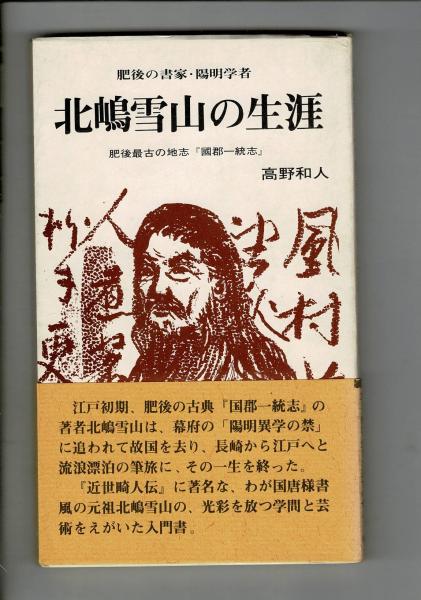 肥後の書家・陽明学者
北嶋雪山の生涯
肥後最古の地志『國郡一統志』
高野和人
風
村
人
江戸初期、肥後の古典『国郡一統志』の
著者北嶋雪山は、幕府の「陽明異学の禁」
に追われて故国を去り、長崎から江戸へと
流浪漂泊の筆旅に、その一生を終った。
『近世畸人伝』に著名な、わが国唐様書
風の元祖北嶋雪山の、光彩を放つ学問と芸
術をえがいた入門書。